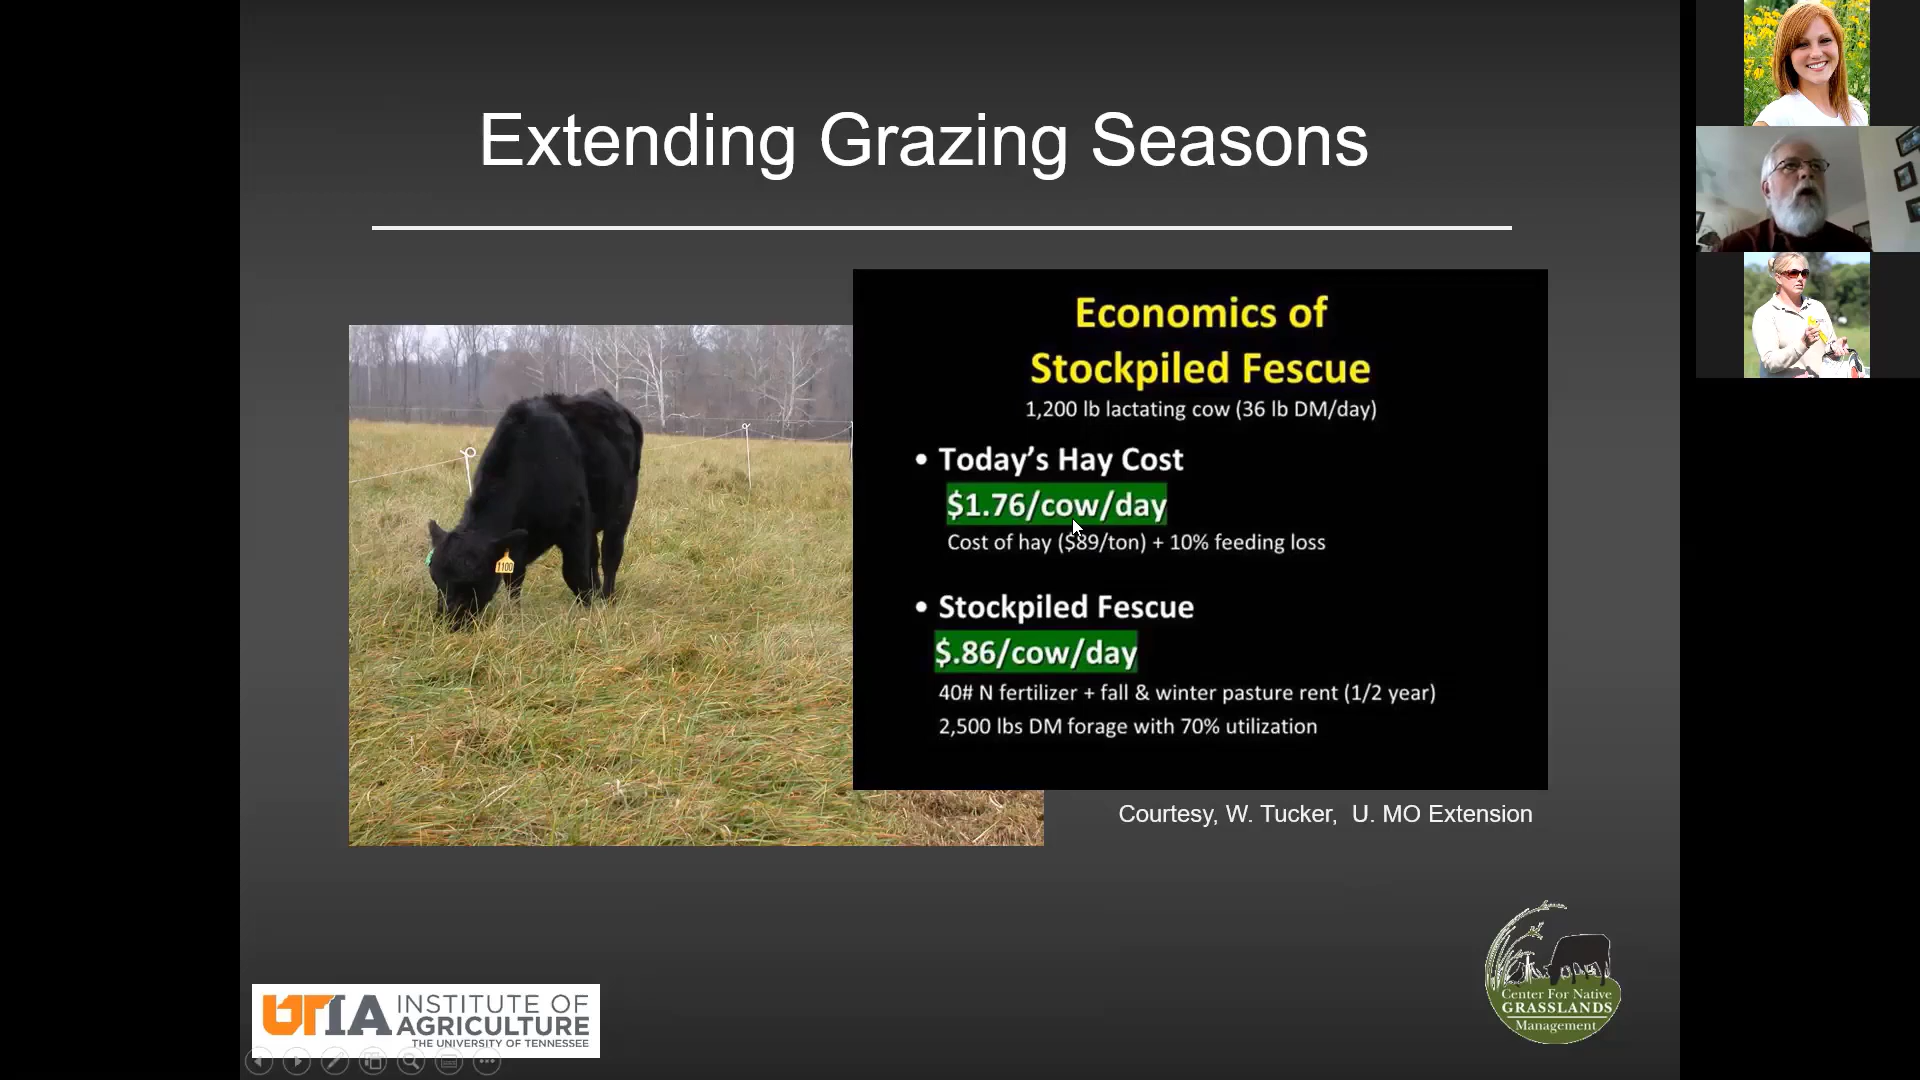 Extending Grazing Seasons
1100
Economics of
Stockpiled Fescue
1,200 lb lactating cow (36 lb DM/day)
• Today’s Hay Cost
$1.76/cow/day
Cost of hay ($89/ton) + 10% feeding loss
• Stockpiled Fescue
$.86/cow/day
40# N fertilizer + fall & winter pasture rent (1/2 year)
2,500 lbs DM forage with 70% utilization
Courtesy, W. Tucker, U. MO Extension
UTIA INSTITUTE OF
AGRICULTURE
THE UNIVERSITY OF TENNESSEE
Center For Native
GRASSLANDS
Management